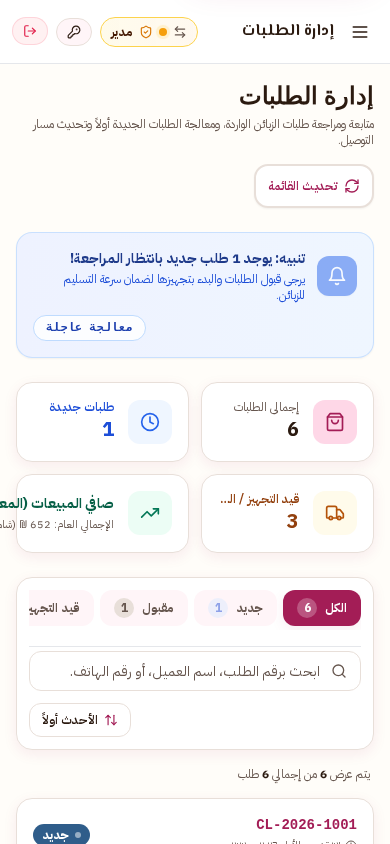 إدارة الطلبات
مدير
إدارة الطلبات
متابعة ومراجعة طلبات الزبائن الواردة، ومعالجة الطلبات الجديدة أولاً وتحديث مسار
التوصيل.
تحديث القائمة
تنبيه: يوجد 1 طلب جديد بانتظار المراجعة!
يرجى قبول الطلبات والبدء بتجهيزها لضمان سرعة التسليم
للزبائن.
معالجة عاجلة
إجمالي الطلبات
6
طلبات جديدة
1
قيد التجهيز / الـ...
3
صافي المبيعات (المع
الإجمالي العام: 652 ₪ (شا
الكل 6
جديد 1
مقبول 1
قيد التجهيز
ابحث برقم الطلب، اسم العميل، أو رقم الهاتف.
الأحدث أولاً
يتم عرض 6 من إجمالي 6 طلب
CL-2026-1001
جديد